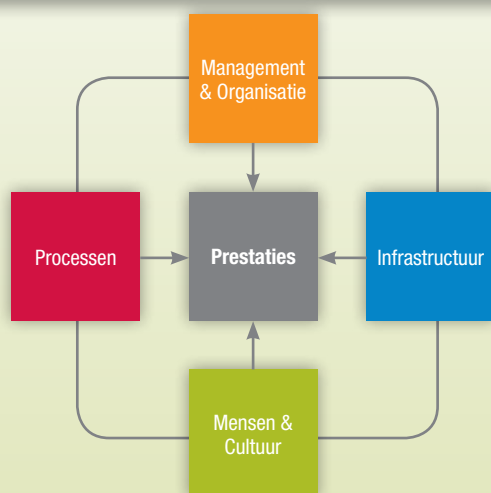 Management
& Organisatie
Processen
Prestaties
Infrastructuur
Mensen &
Cultuur